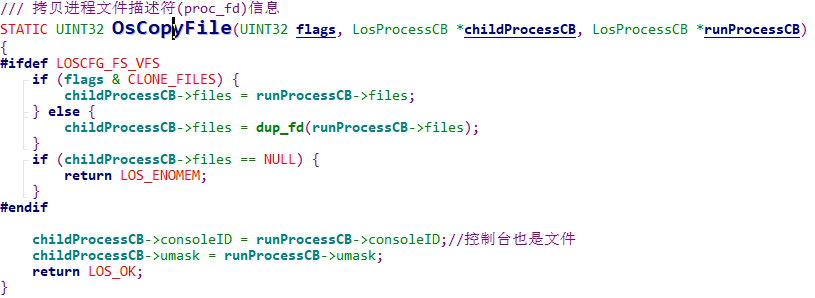 /// 拷贝进程文件描述符(proc_fd)信息
STATIC UINT32 OsCopyFile(UINT32 flags, LosProcessCB *childProcessCB, LosProcessCB *runProcessCB)
{
#ifdef LOSCFG_FS_VFS
    if (flags & CLONE_FILES) {
        childProcessCB->files = runProcessCB->files;
    } else {
        childProcessCB->files = dup_fd(runProcessCB->files);
    }
    if (childProcessCB->files == NULL) {
        return LOS_ENOMEM;
    }
#endif

    childProcessCB->consoleID = runProcessCB->consoleID;//控制台也是文件
    childProcessCB->umask = runProcessCB->umask;
    return LOS_OK;
}